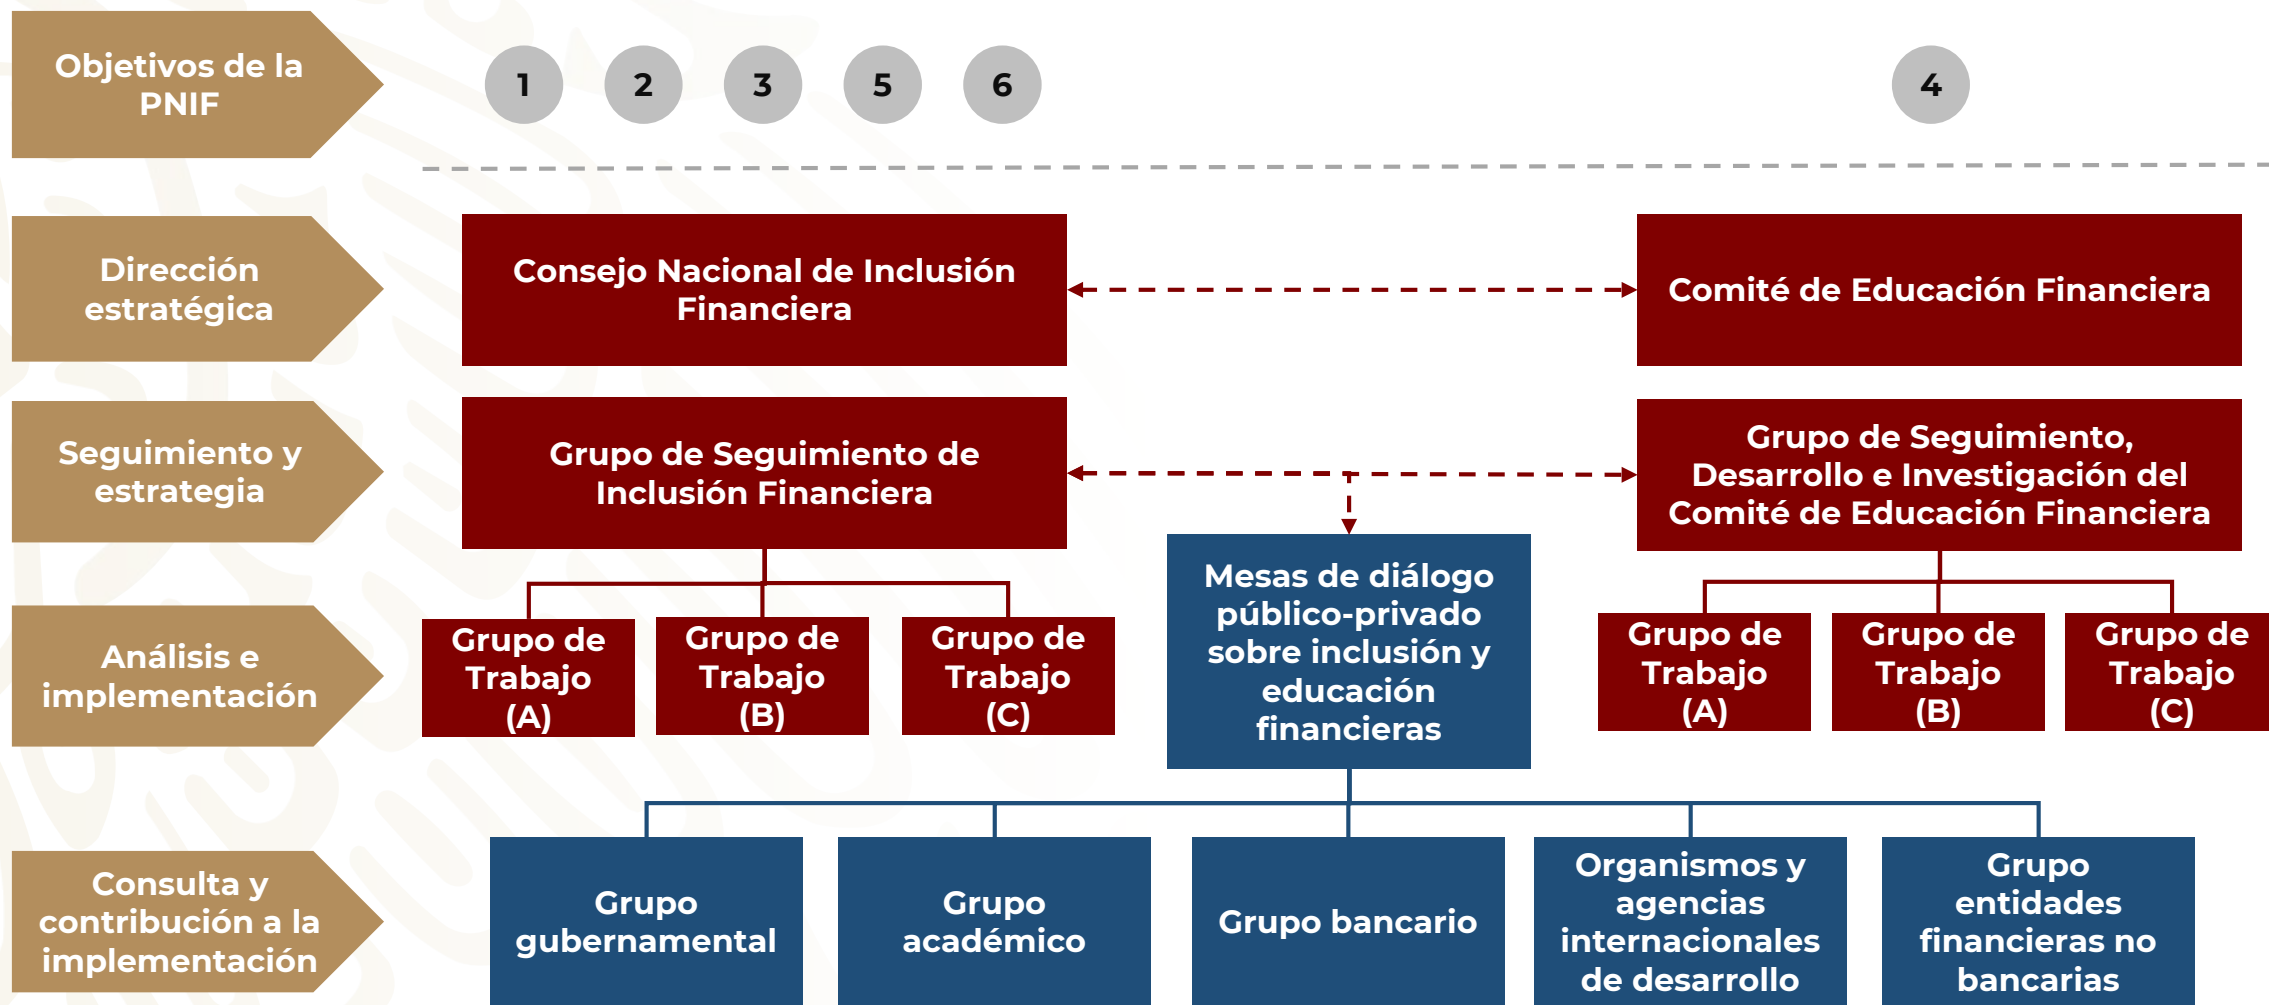 Objetivos de la
PNIF
1
2
3
5
6
4
Dirección
estratégica
Consejo Nacional de Inclusión
Financiera
Comité de Educación Financiera
Seguimiento y
estrategia
Grupo de Seguimiento de
Inclusión Financiera
Grupo de Seguimiento,
Desarrollo e Investigación del
Comité de Educación Financiera
Análisis e
implementación
Grupo de
Trabajo
(A)
Grupo de
Trabajo
(B)
Grupo de
Trabajo
(C)
Mesas de diálogo
público-privado
sobre inclusión y
educación
financieras
Grupo de
Trabajo
(A)
Grupo de
Trabajo
(B)
Grupo de
Trabajo
(C)
Consulta y
contribución a la
implementación
Grupo
gubernamental
Grupo
académico
Grupo bancario
Organismos y
agencias
internacionales
de desarrollo
Grupo
entidades
financieras no
bancarias